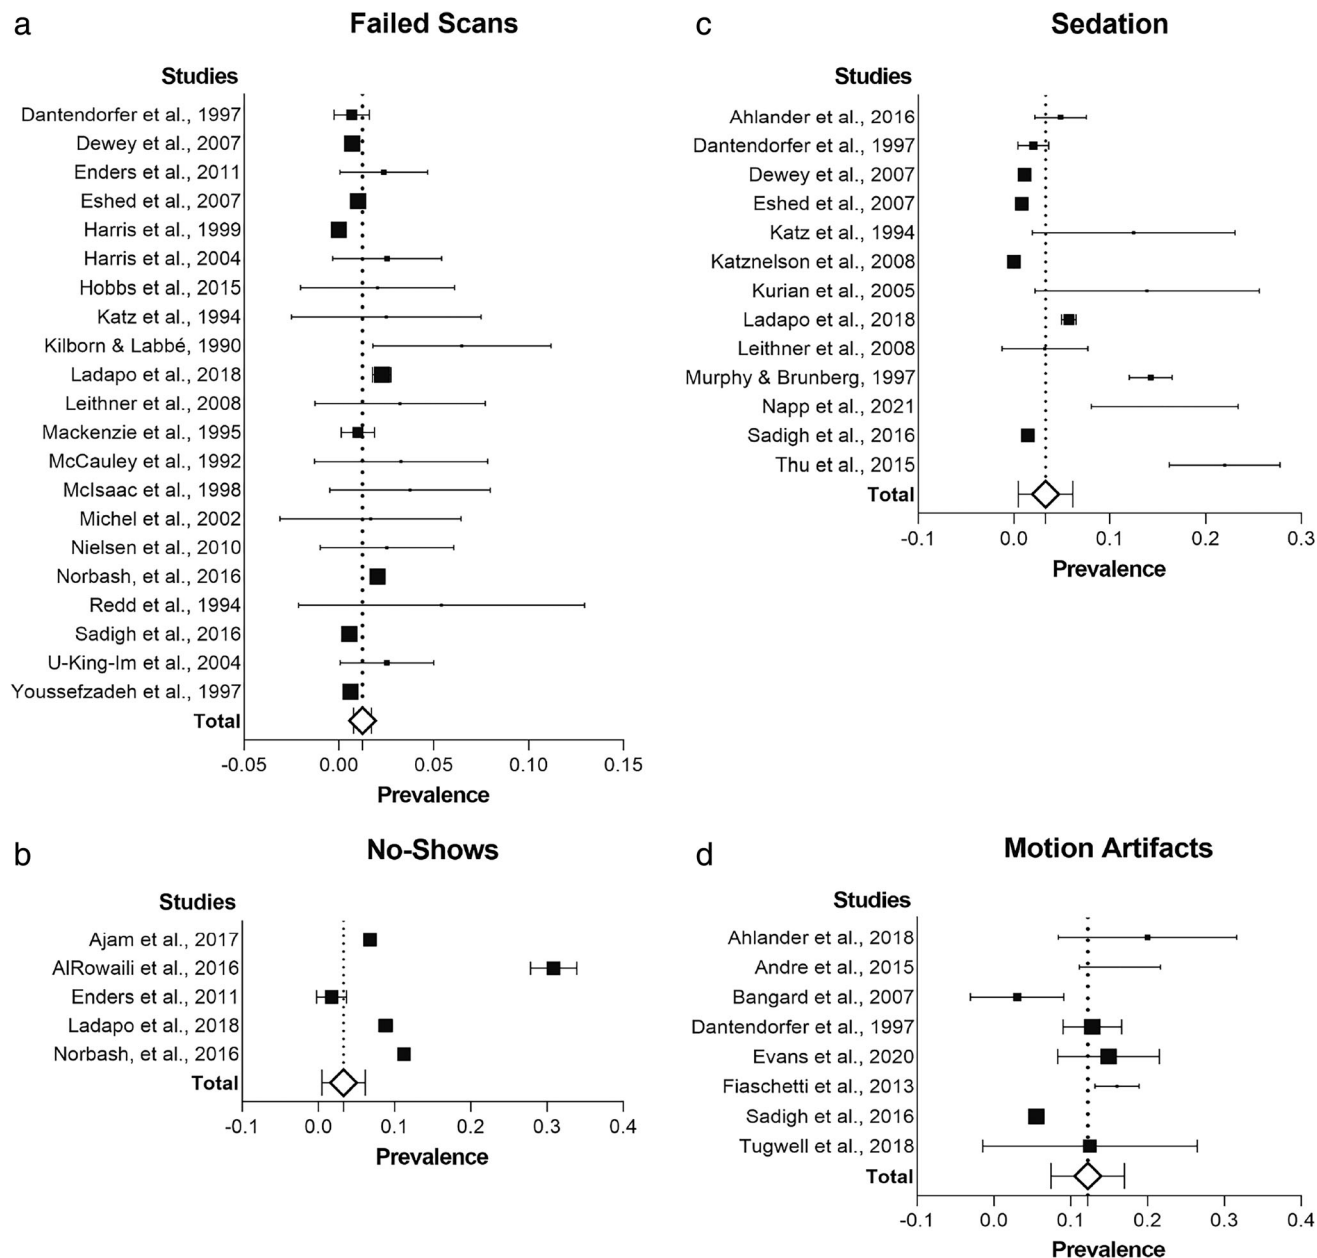 a
Failed Scans
Studies
Dantendorfer et al., 1997
Dewey et al., 2007
Enders et al., 2011
Eshed et al., 2007
Harris et al., 1999
Harris et al., 2004
Hobbs et al., 2015
Katz et al., 1994
Kilborn & Labbé, 1990
Ladapo et al., 2018
Leithner et al., 2008
Mackenzie et al., 1995
McCauley et al., 1992
McIsaac et al., 1998
Michel et al., 2002
Nielsen et al., 2010
Norbash, et al., 2016
Redd et al., 1994
Sadigh et al., 2016
U-King-Im et al., 2004
Youssefzadeh et al., 1997
Total
-0.05 0.00 0.05 0.10 0.15
Prevalence
b
No-Shows
Studies
Ajam et al., 2017
AlRowaili et al., 2016
Enders et al., 2011
Ladapo et al., 2018
Norbash, et al., 2016
Total
-0.1 0.0 0.1 0.2 0.3 0.4
Prevalence
c
Sedation
Studies
Ahlander et al., 2016
Dantendorfer et al., 1997
Dewey et al., 2007
Eshed et al., 2007
Katz et al., 1994
Katznelson et al., 2008
Kurian et al., 2005
Ladapo et al., 2018
Leithner et al., 2008
Murphy & Brunberg, 1997
Napp et al., 2021
Sadigh et al., 2016
Thu et al., 2015
Total
-0.1 0.0 0.1 0.2 0.3
Prevalence
d
Motion Artifacts
Studies
Ahlander et al., 2018
Andre et al., 2015
Bangard et al., 2007
Dantendorfer et al., 1997
Evans et al., 2020
Fiaschetti et al., 2013
Sadigh et al., 2016
Tugwell et al., 2018
Total
-0.1 0.0 0.1 0.2 0.3 0.4
Prevalence